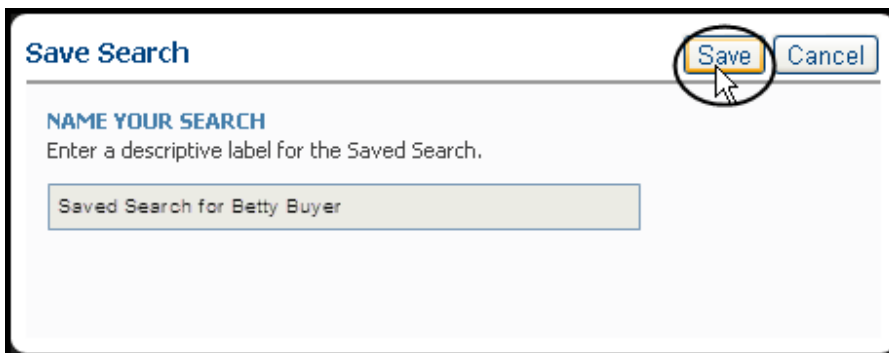 Save Search
Save Cancel
NAME YOUR SEARCH
Enter a descriptive label for the Saved Search.
Saved Search for Betty Buyer